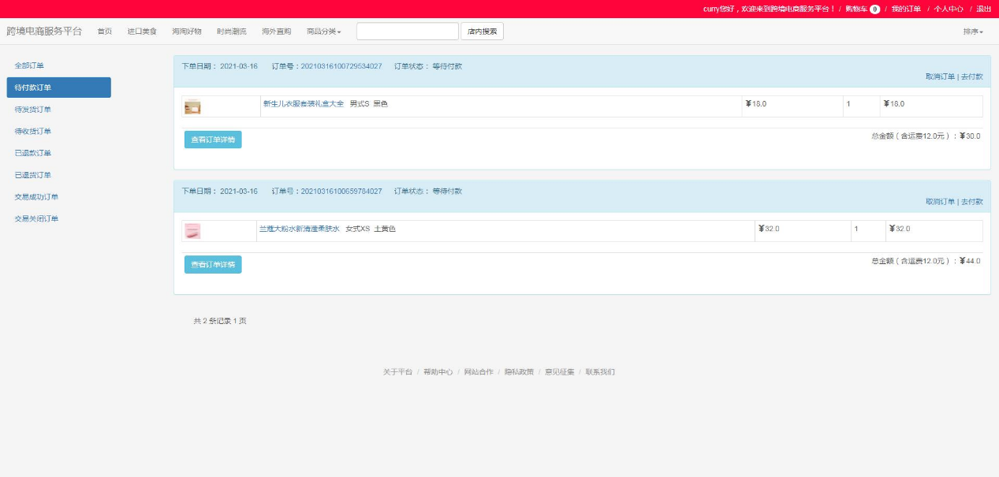 curry您好，欢迎来到跨境电商服务平台！ / 购物车 0 / 我的订单 / 个人中心 / 退出
跨境电商服务平台 首页 进口美食 海淘好物 时尚潮流 海外直购 商品分类 店内搜索 排序
全部订单
待付款订单
待发货订单
待收货订单
已退款订单
已退货订单
交易成功订单
交易关闭订单
下单日期： 2021-03-16 订单号：20210316100729534027 订单状态： 等待付款
取消订单 | 去付款
新生儿衣服套装礼盒大全 男式S 黑色 ¥18.0 1 ¥18.0
查看订单详情 总金额（含运费12.0元）：¥30.0
下单日期： 2021-03-16 订单号：20210316100659784027 订单状态： 等待付款
取消订单 | 去付款
兰蔻大粉水新清滢柔肤水 女式XS 土黄色 ¥32.0 1 ¥32.0
查看订单详情 总金额（含运费12.0元）：¥44.0
共 2 条记录 1 页
关于平台 / 帮助中心 / 网站合作 / 隐私政策 / 意见征集 / 联系我们